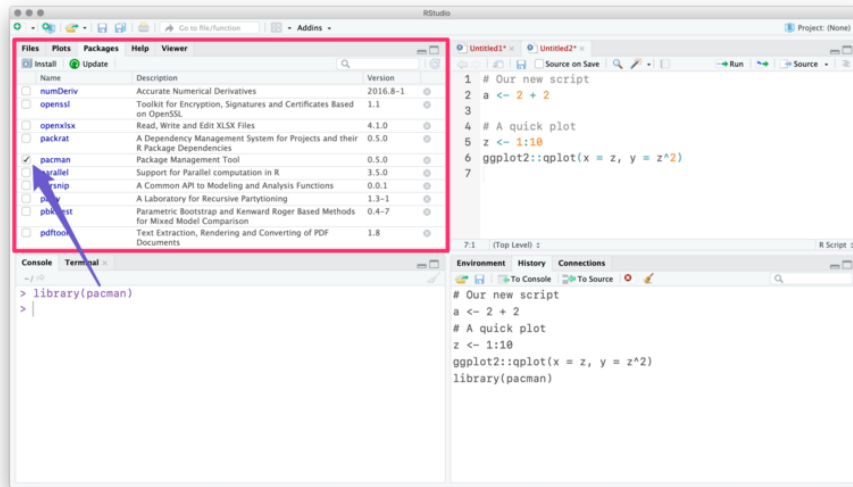 RStudio
Go to file/function
Addins
Project: (None)
Files Plots Packages Help Viewer
Install Update
Name Description Version
numDeriv Accurate Numerical Derivatives 2016.8-1
openssl Toolkit for Encryption, Signatures and Certificates Based on OpenSSL 1.1
openxlsx Read, Write and Edit XLSX Files 4.1.0
packrat A Dependency Management System for Projects and their R Package Dependencies 0.5.0
pacman Package Management Tool 0.5.0
parallel Support for Parallel computation in R 3.5.0
A Common API to Modeling and Analysis Functions 0.0.1
A Laboratory for Recursive Partytioning 1.3-1
Parametric Bootstrap and Kenward Roger Based Methods for Mixed Model Comparison 0.4-7
Text Extraction, Rendering and Converting of PDF Documents 1.8
Untitled1* Untitled2*
Source on Save Run Source
1 # Our new script
2 a <- 2 + 2
3
4 # A quick plot
5 z <- 1:10
6 ggplot2::qplot(x = z, y = z^2)
7
7:1 (Top Level) R Script
Console Terminal
~/
> library(pacman)
>
Environment History Connections
To Console To Source
# Our new script
a <- 2 + 2
# A quick plot
z <- 1:10
ggplot2::qplot(x = z, y = z^2)
library(pacman)